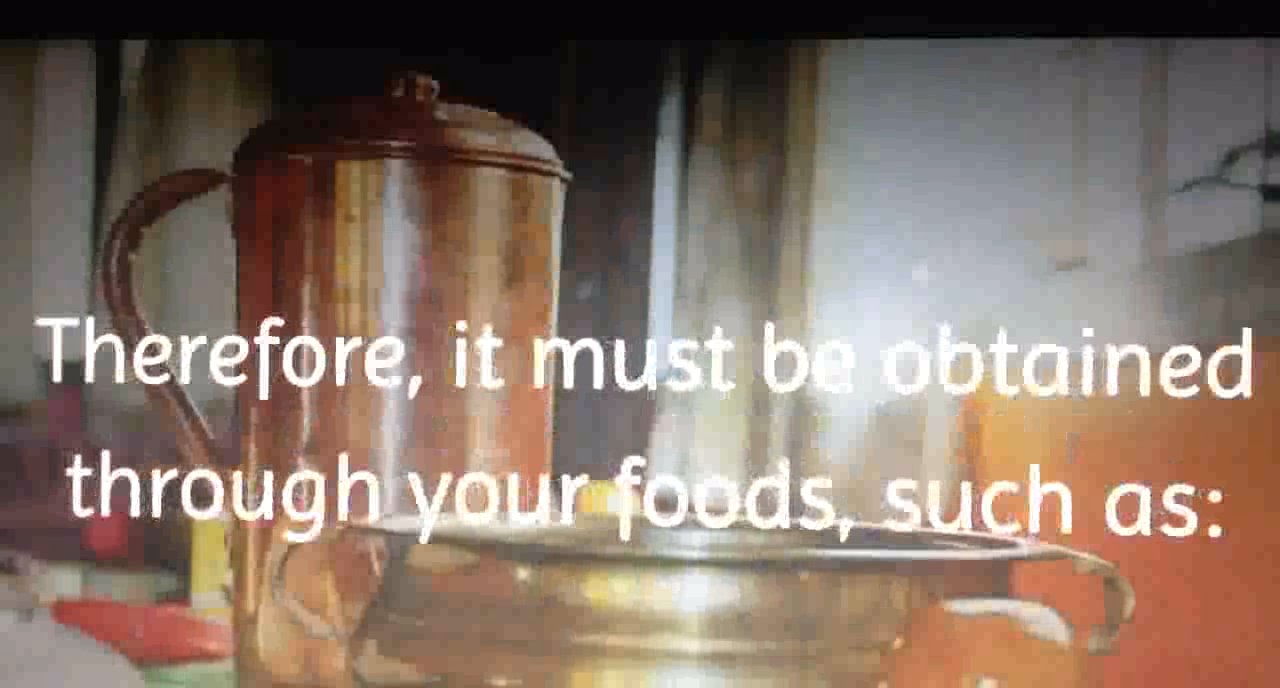 Therefore, it must be obtained
through your foods, such as: